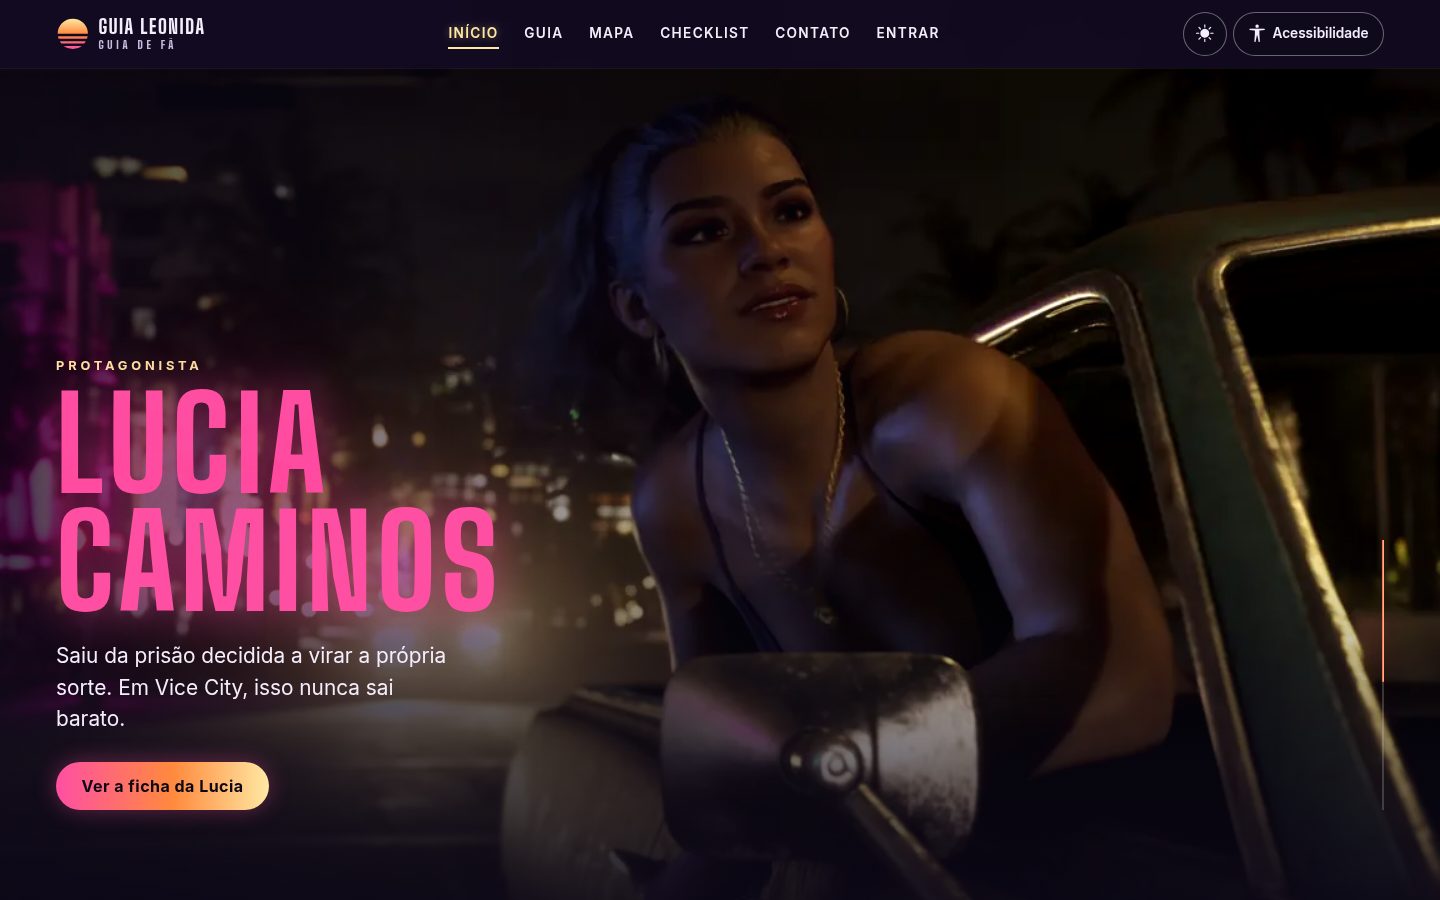 GUIA LEONIDA
GUIA DE FÃ
INÍCIO
GUIA
MAPA
CHECKLIST
CONTATO
ENTRAR
Acessibilidade
PROTAGONISTA
LUCIA
CAMINOS
Saiu da prisão decidida a virar a própria
sorte. Em Vice City, isso nunca sai
barato.
Ver a ficha da Lucia